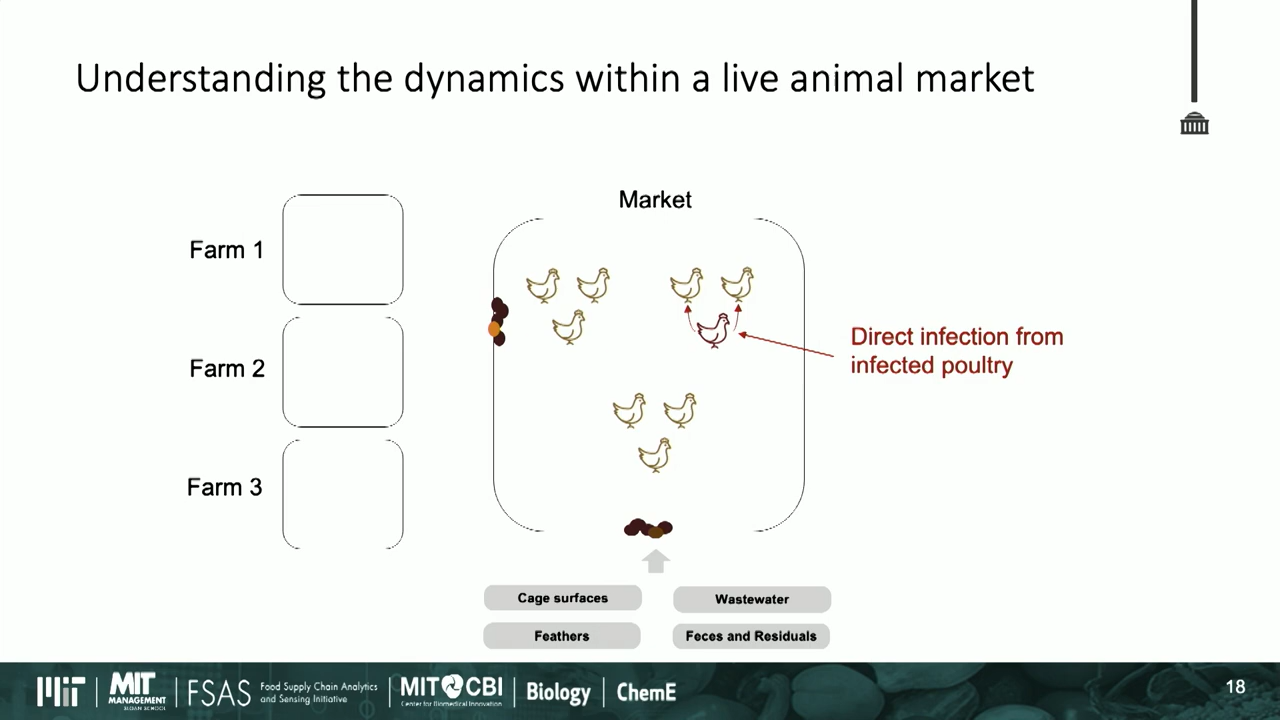 Understanding the dynamics within a live animal market
Market
Farm 1
Farm 2
Farm 3
Direct infection from
infected poultry
Cage surfaces
Wastewater
Feathers
Feces and Residuals
MIT
MIT
MANAGEMENT
SLOAN SCHOOL
FSAS
Food Supply Chain Analytics
and Sensing Initiative
MIT CBI
Center for Biomedical Innovation
Biology
ChemE
18